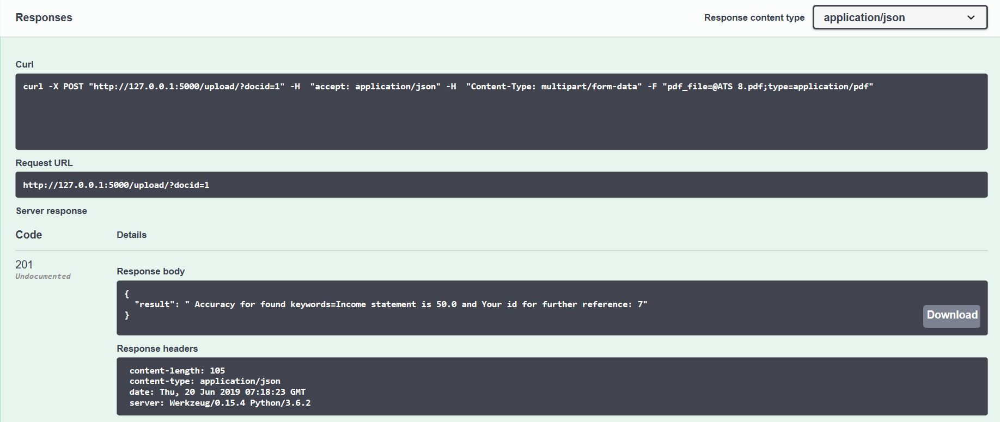 Responses
Response content type
application/json
Curl
curl -X POST "http://127.0.0.1:5000/upload/?docid=1" -H  "accept: application/json" -H  "Content-Type: multipart/form-data" -F "pdf_file=@ATS 8.pdf;type=application/pdf"
Request URL
http://127.0.0.1:5000/upload/?docid=1
Server response
Code
Details
201
Undocumented
Response body
{
  "result": " Accuracy for found keywords=Income statement is 50.0 and Your id for further reference: 7"
}
Download
Response headers
content-length: 105
content-type: application/json
date: Thu, 20 Jun 2019 07:18:23 GMT
server: Werkzeug/0.15.4 Python/3.6.2